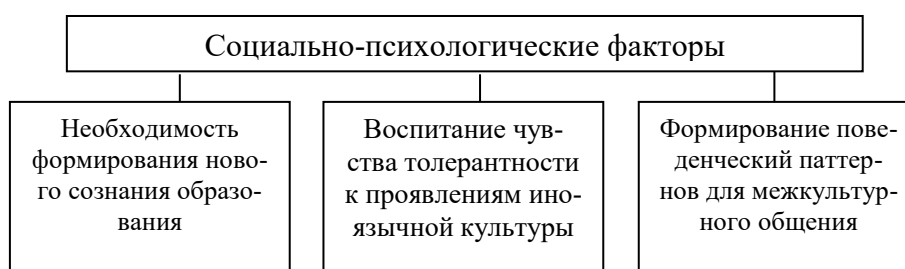 Социально-психологические факторы
Необходимость
формирования ново-
го сознания образо-
вания
Воспитание чув-
ства толерантности
к проявлениям ино-
язычной культуры
Формирование пове-
денческий паттер-
нов для межкультур-
ного общения